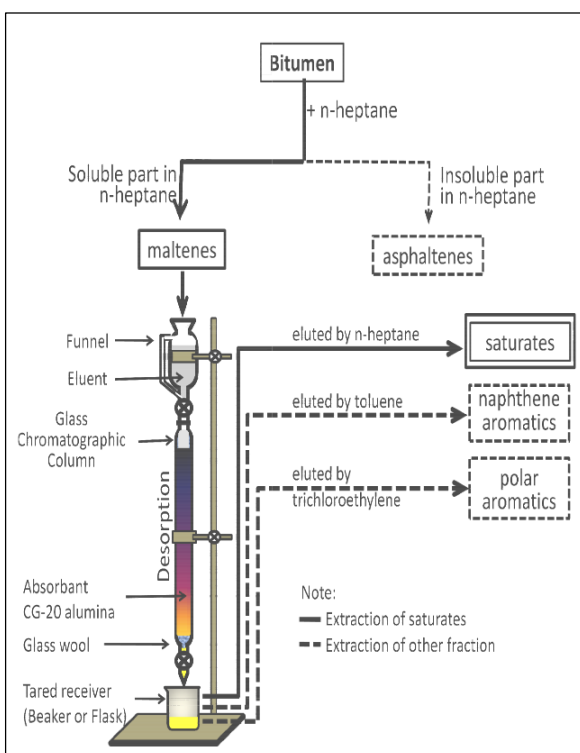 Bitumen
+ n-heptane
Soluble part in
n-heptane
Insoluble part
in n-heptane
maltenes
asphaltenes
Funnel
Eluent
Glass
Chromatographic
Column
Desorption
Absorbant
CG-20 alumina
Glass wool
Tared receiver
(Beaker or Flask)
eluted by n-heptane
saturates
eluted by toluene
naphthene
aromatics
eluted by
trichloroethylene
polar
aromatics
Note:
Extraction of saturates
Extraction of other fraction